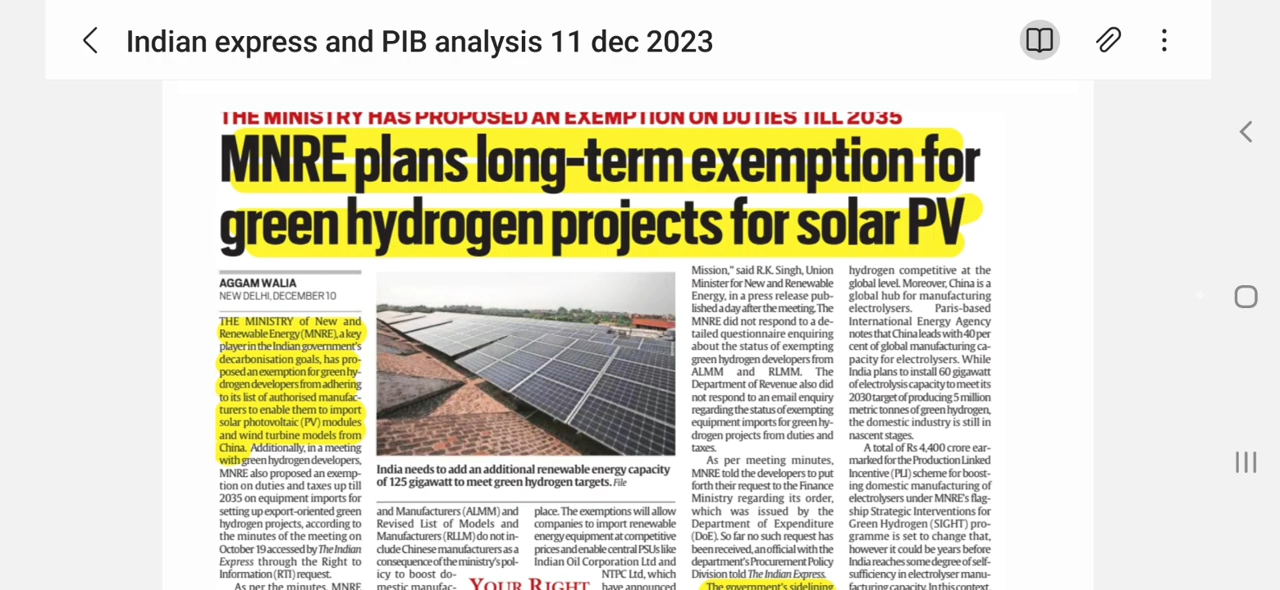 Indian express and PIB analysis 11 dec 2023
THE MINISTRY HAS PROPOSED AN EXEMPTION ON DUTIES TILL 2035
MNRE plans long-term exemption for
green hydrogen projects for solar PV
AGGAM WALIA
NEW DELHI, DECEMBER 10
THE MINISTRY of New and
Renewable Energy (MNRE), a key
player in the Indian government's
decarbonisation goals, has pro-
posed an exemption for green hy-
drogen developers from adhering
to its list of authorised manufac-
turers to enable them to import
solar photovoltaic (PV) modules
and wind turbine models from
China. Additionally, in a meeting
with green hydrogen developers,
MNRE also proposed an exemp-
tion on duties and taxes up till
2035 on equipment imports for
setting up export-oriented green
hydrogen projects, according to
the minutes of the meeting on
October 19 accessed by The Indian
Express through the Right to
Information (RTI) request.
As per the minutes, MNRE
India needs to add an additional renewable energy capacity
of 125 gigawatt to meet green hydrogen targets. File
and Manufacturers (ALMM) and
Revised List of Models and
Manufacturers (RLLM) do not in-
clude Chinese manufacturers as a
consequence of the ministry's pol-
icy to boost do-
mestic manufac-
YOUR RIGHT
place. The exemptions will allow
companies to import renewable
energy equipment at competitive
prices and enable central PSUs like
Indian Oil Corporation Ltd and
NTPC Ltd, which
have announced
Mission," said R.K. Singh, Union
Minister for New and Renewable
Energy, in a press release pub-
lished a day after the meeting. The
MNRE did not respond to a de-
tailed questionnaire enquiring
about the status of exempting
green hydrogen developers from
ALMM and RLMM. The
Department of Revenue also did
not respond to an email enquiry
regarding the status of exempting
equipment imports for green hy-
drogen projects from duties and
taxes.
As per meeting minutes,
MNRE told the developers to put
forth their request to the Finance
Ministry regarding its order,
which was issued by the
Department of Expenditure
(DoE). So far no such request has
been received, an official with the
department's Procurement Policy
Division told The Indian Express.
The government's sidelining
hydrogen competitive at the
global level. Moreover, China is a
global hub for manufacturing
electrolysers. Paris-based
International Energy Agency
notes that China leads with 40 per
cent of global manufacturing ca-
pacity for electrolysers. While
India plans to install 60 gigawatt
of electrolysis capacity to meet its
2030 target of producing 5 million
metric tonnes of green hydrogen,
the domestic industry is still in
nascent stages.
A total of Rs 4,400 crore ear-
marked for the Production Linked
Incentive (PLI) scheme for boost-
ing domestic manufacturing of
electrolysers under MNRE's flag-
ship Strategic Interventions for
Green Hydrogen (SIGHT) pro-
gramme is set to change that,
however it could be years before
India reaches some degree of self-
sufficiency in electrolyser manu-
facturing capacity. In this context,